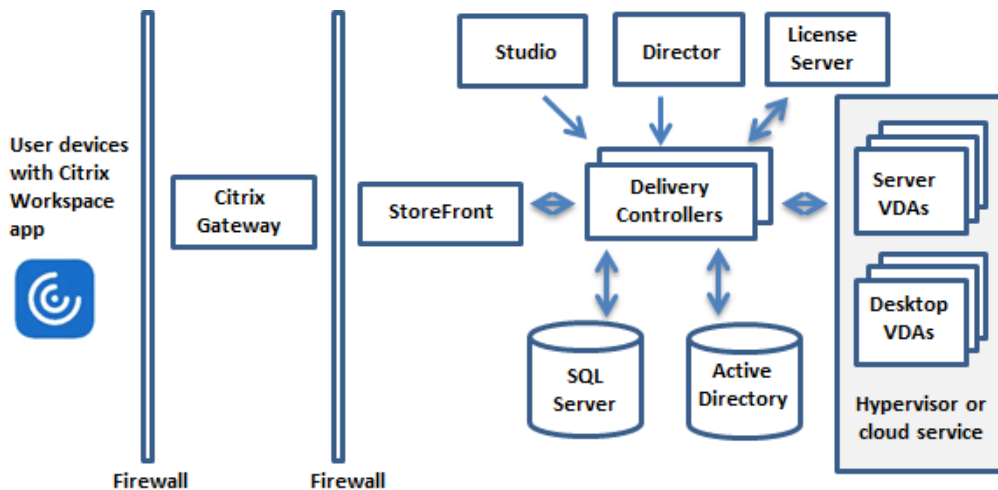 User devices
with Citrix
Workspace
app
Firewall
Citrix
Gateway
Firewall
StoreFront
Studio
Director
License
Server
Delivery
Controllers
SQL
Server
Active
Directory
Server
VDAs
Desktop
VDAs
Hypervisor or
cloud service